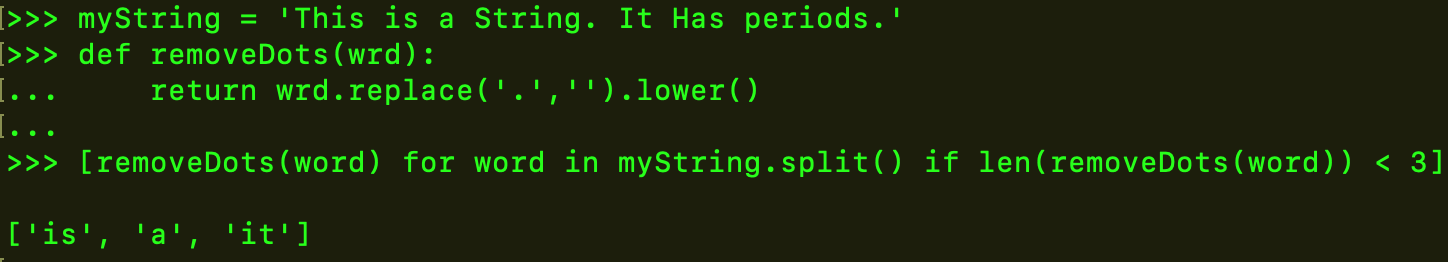 >>> myString = 'This is a String. It Has periods.'
>>> def removeDots(wrd):
...     return wrd.replace('.','').lower()
...
>>> [removeDots(word) for word in myString.split() if len(removeDots(word)) < 3]
['is', 'a', 'it']